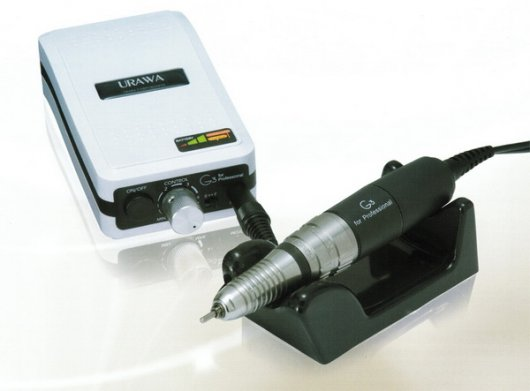 URAWA
BATTERY
ON/OFF
CONTROL
MIN
G3 for
Professional
G3
for Professional